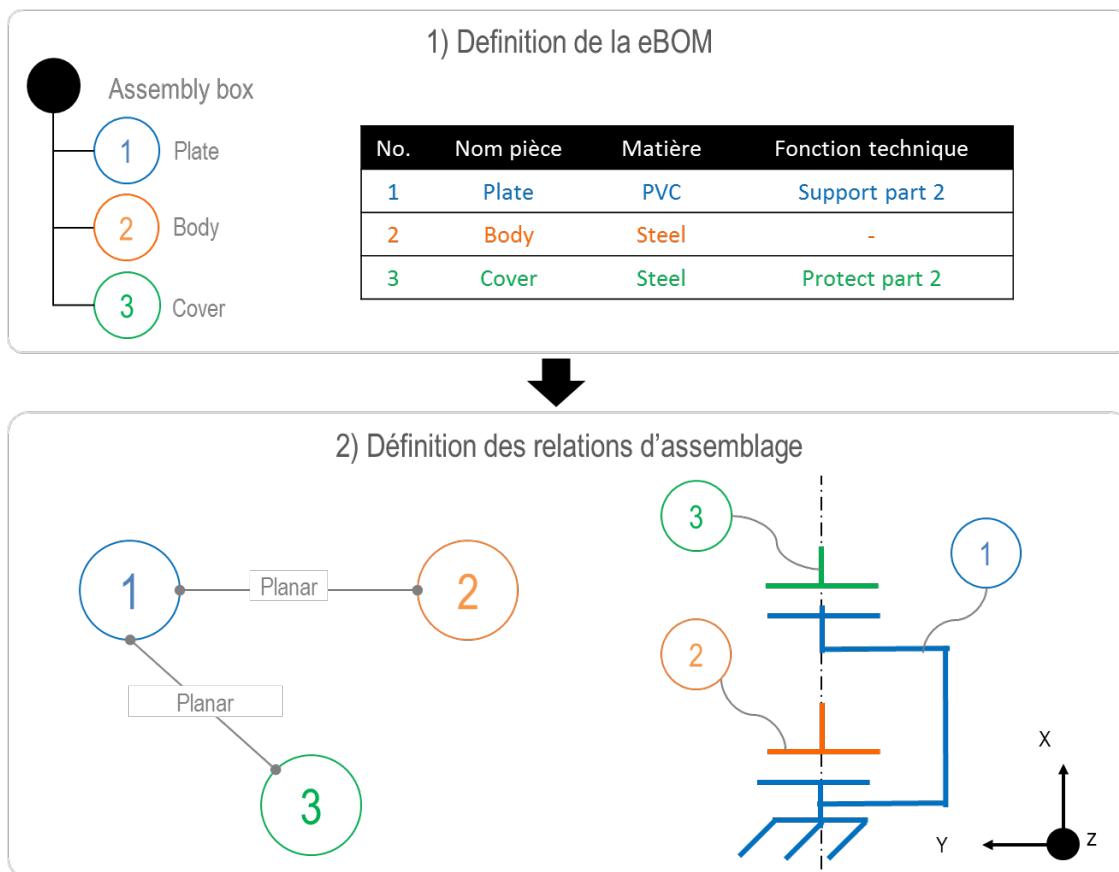 1) Definition de la eBOM
Assembly box
1 Plate
2 Body
3 Cover
No. Nom pièce Matière Fonction technique
1 Plate PVC Support part 2
2 Body Steel -
3 Cover Steel Protect part 2
2) Définition des relations d’assemblage
1 Planar 2
Planar
3
3
1
2
X
Y
Z